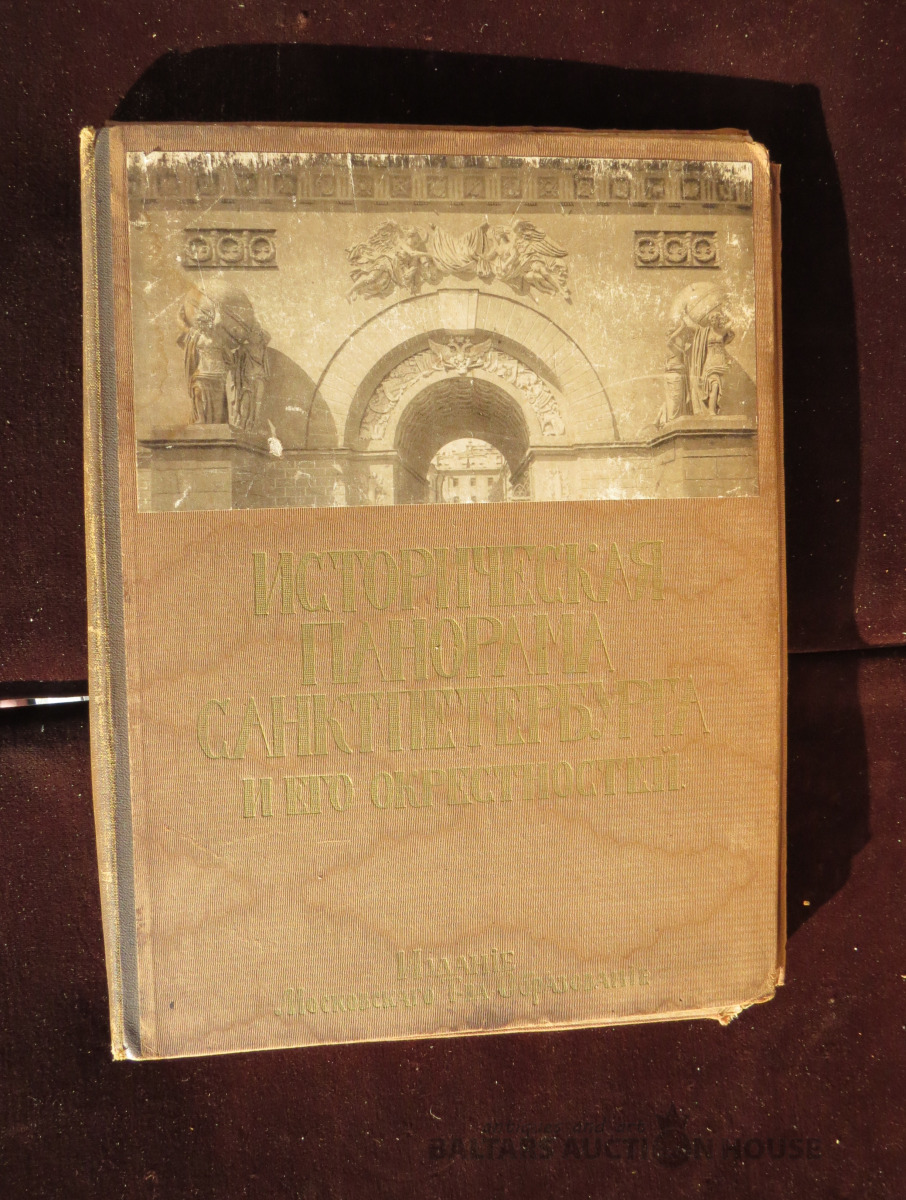 ИСТОРИЧЕСКАЯ
ПАНОРАМА
САНКТПЕТЕРБУРГА
И ЕГО ОКРЕСТНОСТЕЙ.
ИЗДАНІЕ
МОСКОВСКАГО Т-ВА ОБРАЗОВАНІЕ
BALTARS AUCTION HOUSE